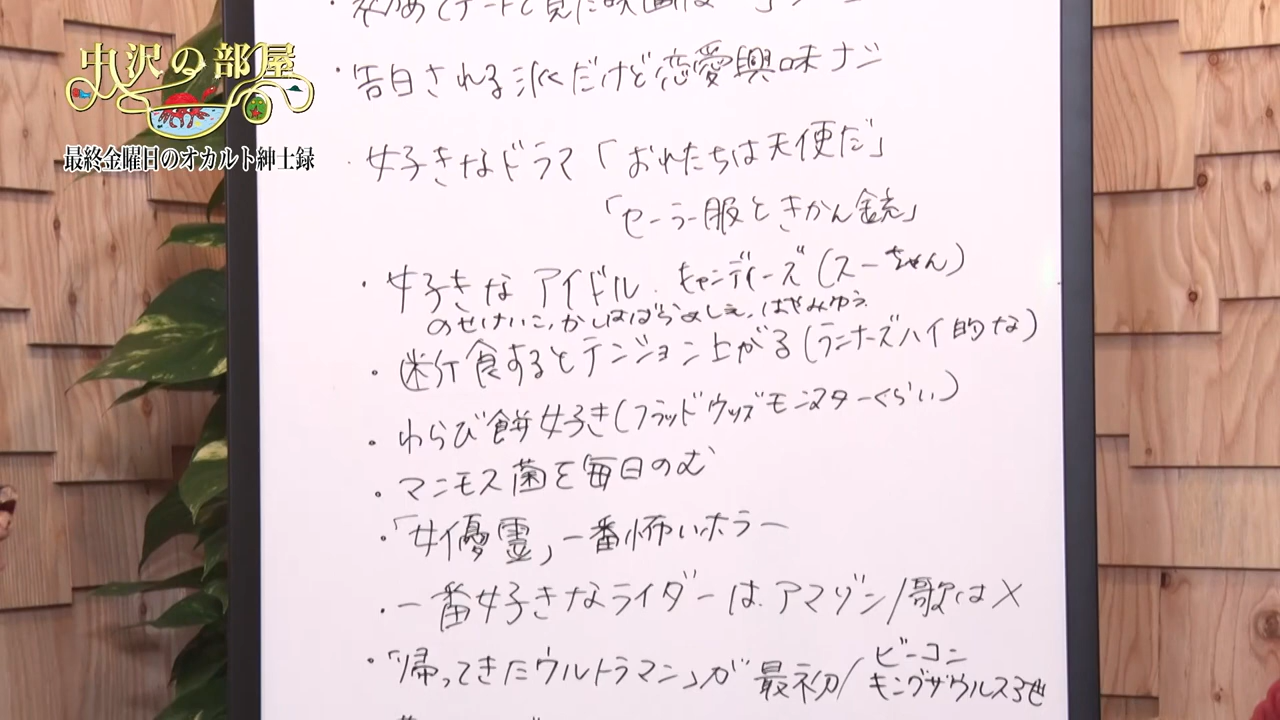 中沢の部屋
最終金曜日のオカルト紳士録
・告白される派だけど恋愛興味ナシ
・好きなドラマ「おれたちは天使だ」
「セーラー服ときかん銃」
・好きなアイドル.キャンディーズ(スーちゃん)
のせけいこ,かしはばらよしえ,はやみゆう
・断食するとテンション上がる(ランナーズハイ的な)
・わらび餅好き(フラッドウッズモンスターくらい)
・マニモス菌を毎日のむ
・「女優霊」一番怖いホラー
・一番好きなライダーは.アマゾン/歌はX
・「帰ってきたウルトラマン」が最初/ビーコン
キングザウルス3世